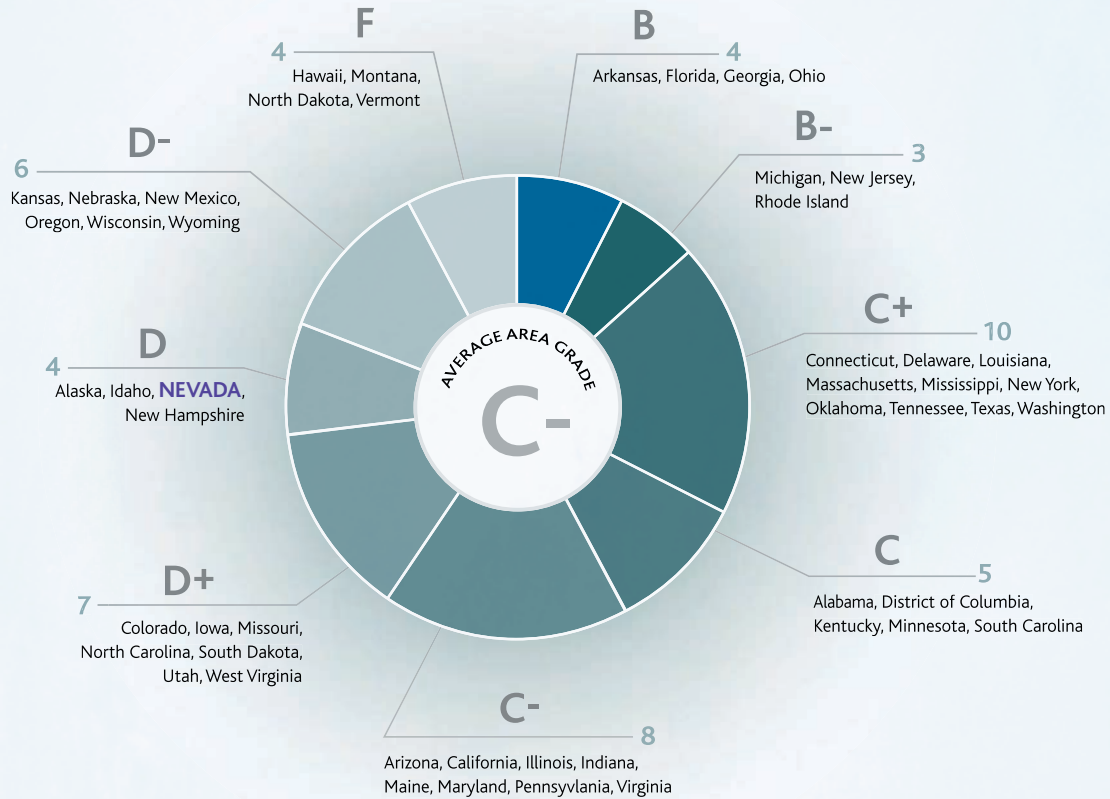 F
4
Hawaii, Montana,
North Dakota, Vermont
B
4
Arkansas, Florida, Georgia, Ohio
B-
3
Michigan, New Jersey,
Rhode Island
C+
10
Connecticut, Delaware, Louisiana,
Massachusetts, Mississippi, New York,
Oklahoma, Tennessee, Texas, Washington
C
5
Alabama, District of Columbia,
Kentucky, Minnesota, South Carolina
C-
8
Arizona, California, Illinois, Indiana,
Maine, Maryland, Pennsyvlania, Virginia
D+
7
Colorado, Iowa, Missouri,
North Carolina, South Dakota,
Utah, West Virginia
D
4
Alaska, Idaho, NEVADA,
New Hampshire
D-
6
Kansas, Nebraska, New Mexico,
Oregon, Wisconsin, Wyoming
AVERAGE AREA GRADE
C-